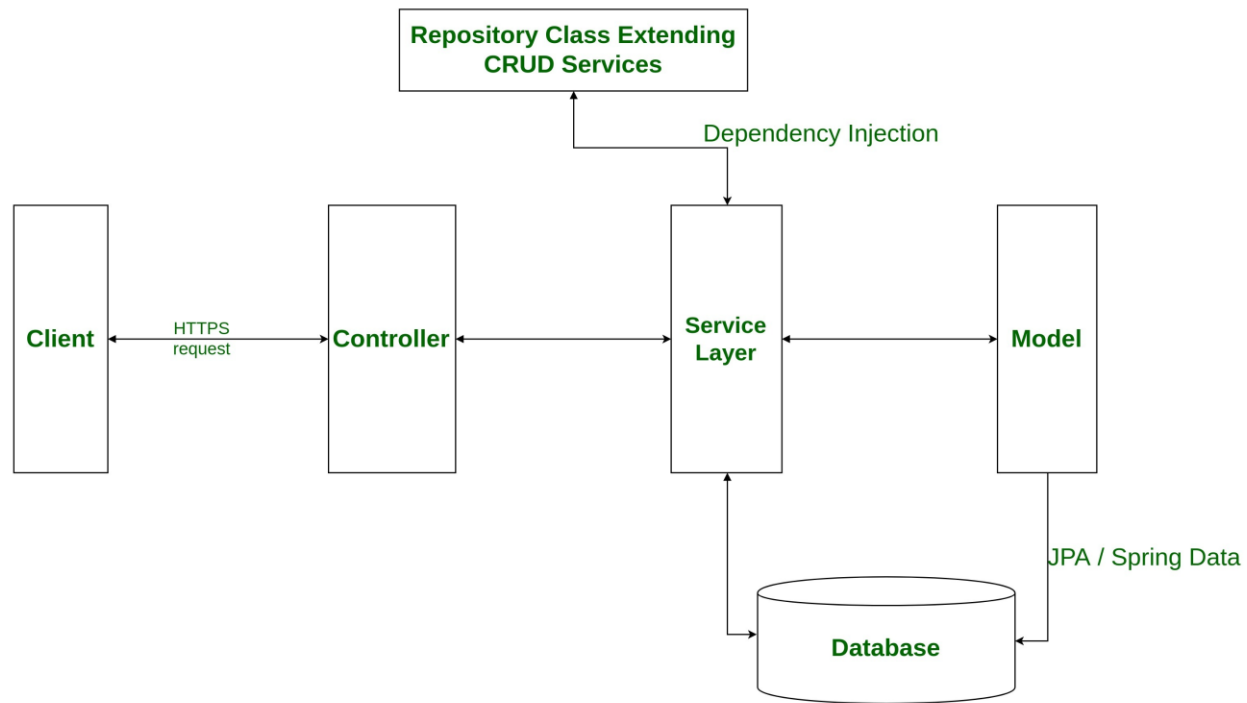 Repository Class Extending
CRUD Services
Dependency Injection
Client
HTTPS
request
Controller
Service
Layer
Model
JPA / Spring Data
Database